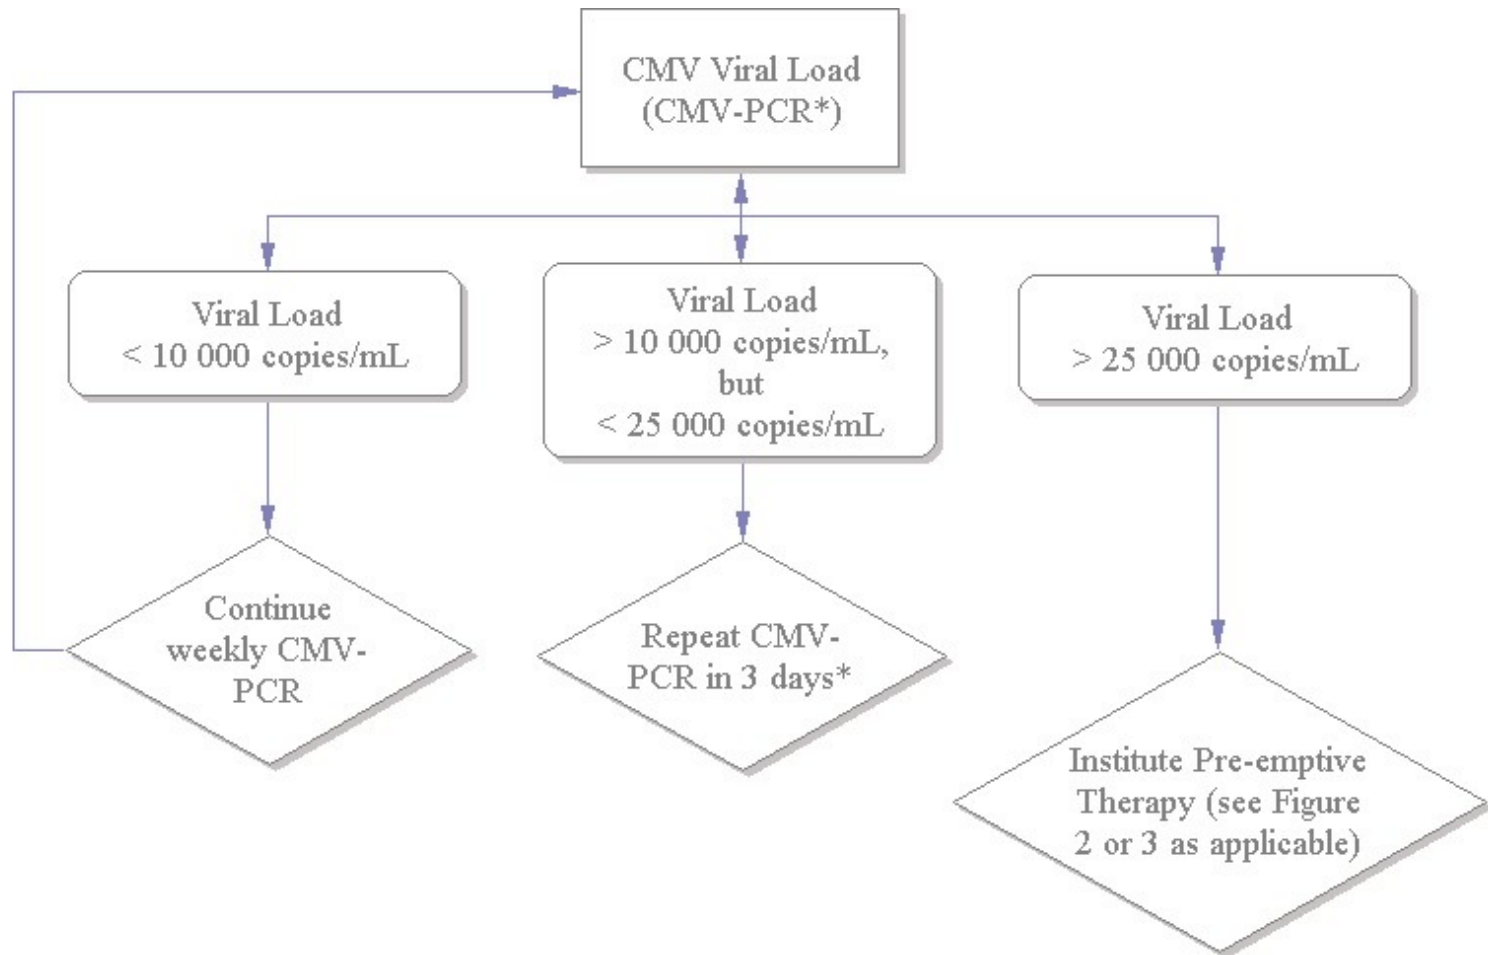 CMV Viral Load
(CMV-PCR*)
Viral Load
< 10 000 copies/mL
Viral Load
> 10 000 copies/mL,
but
< 25 000 copies/mL
Viral Load
> 25 000 copies/mL
Continue
weekly CMV-
PCR
Repeat CMV-
PCR in 3 days*
Institute Pre-emptive
Therapy (see Figure
2 or 3 as applicable)